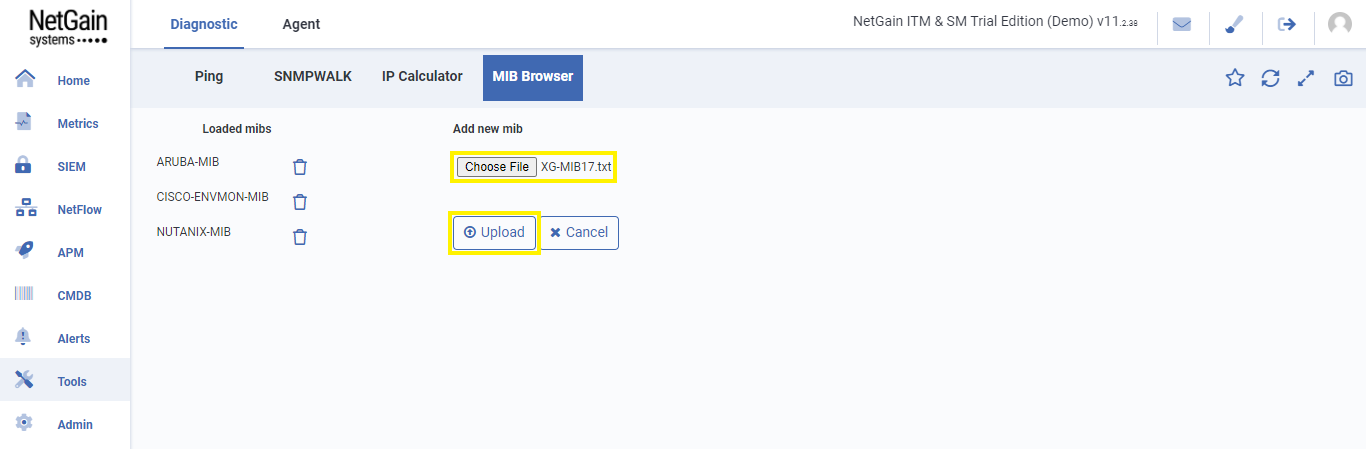 NetGain
systems
Diagnostic Agent
NetGain ITM & SM Trial Edition (Demo) v11.2.38
Home
Metrics
SIEM
NetFlow
APM
CMDB
Alerts
Tools
Admin
Ping SNMPWALK IP Calculator MIB Browser
Loaded mibs
ARUBA-MIB
CISCO-ENVMON-MIB
NUTANIX-MIB
Add new mib
Choose File XG-MIB17.txt
Upload Cancel